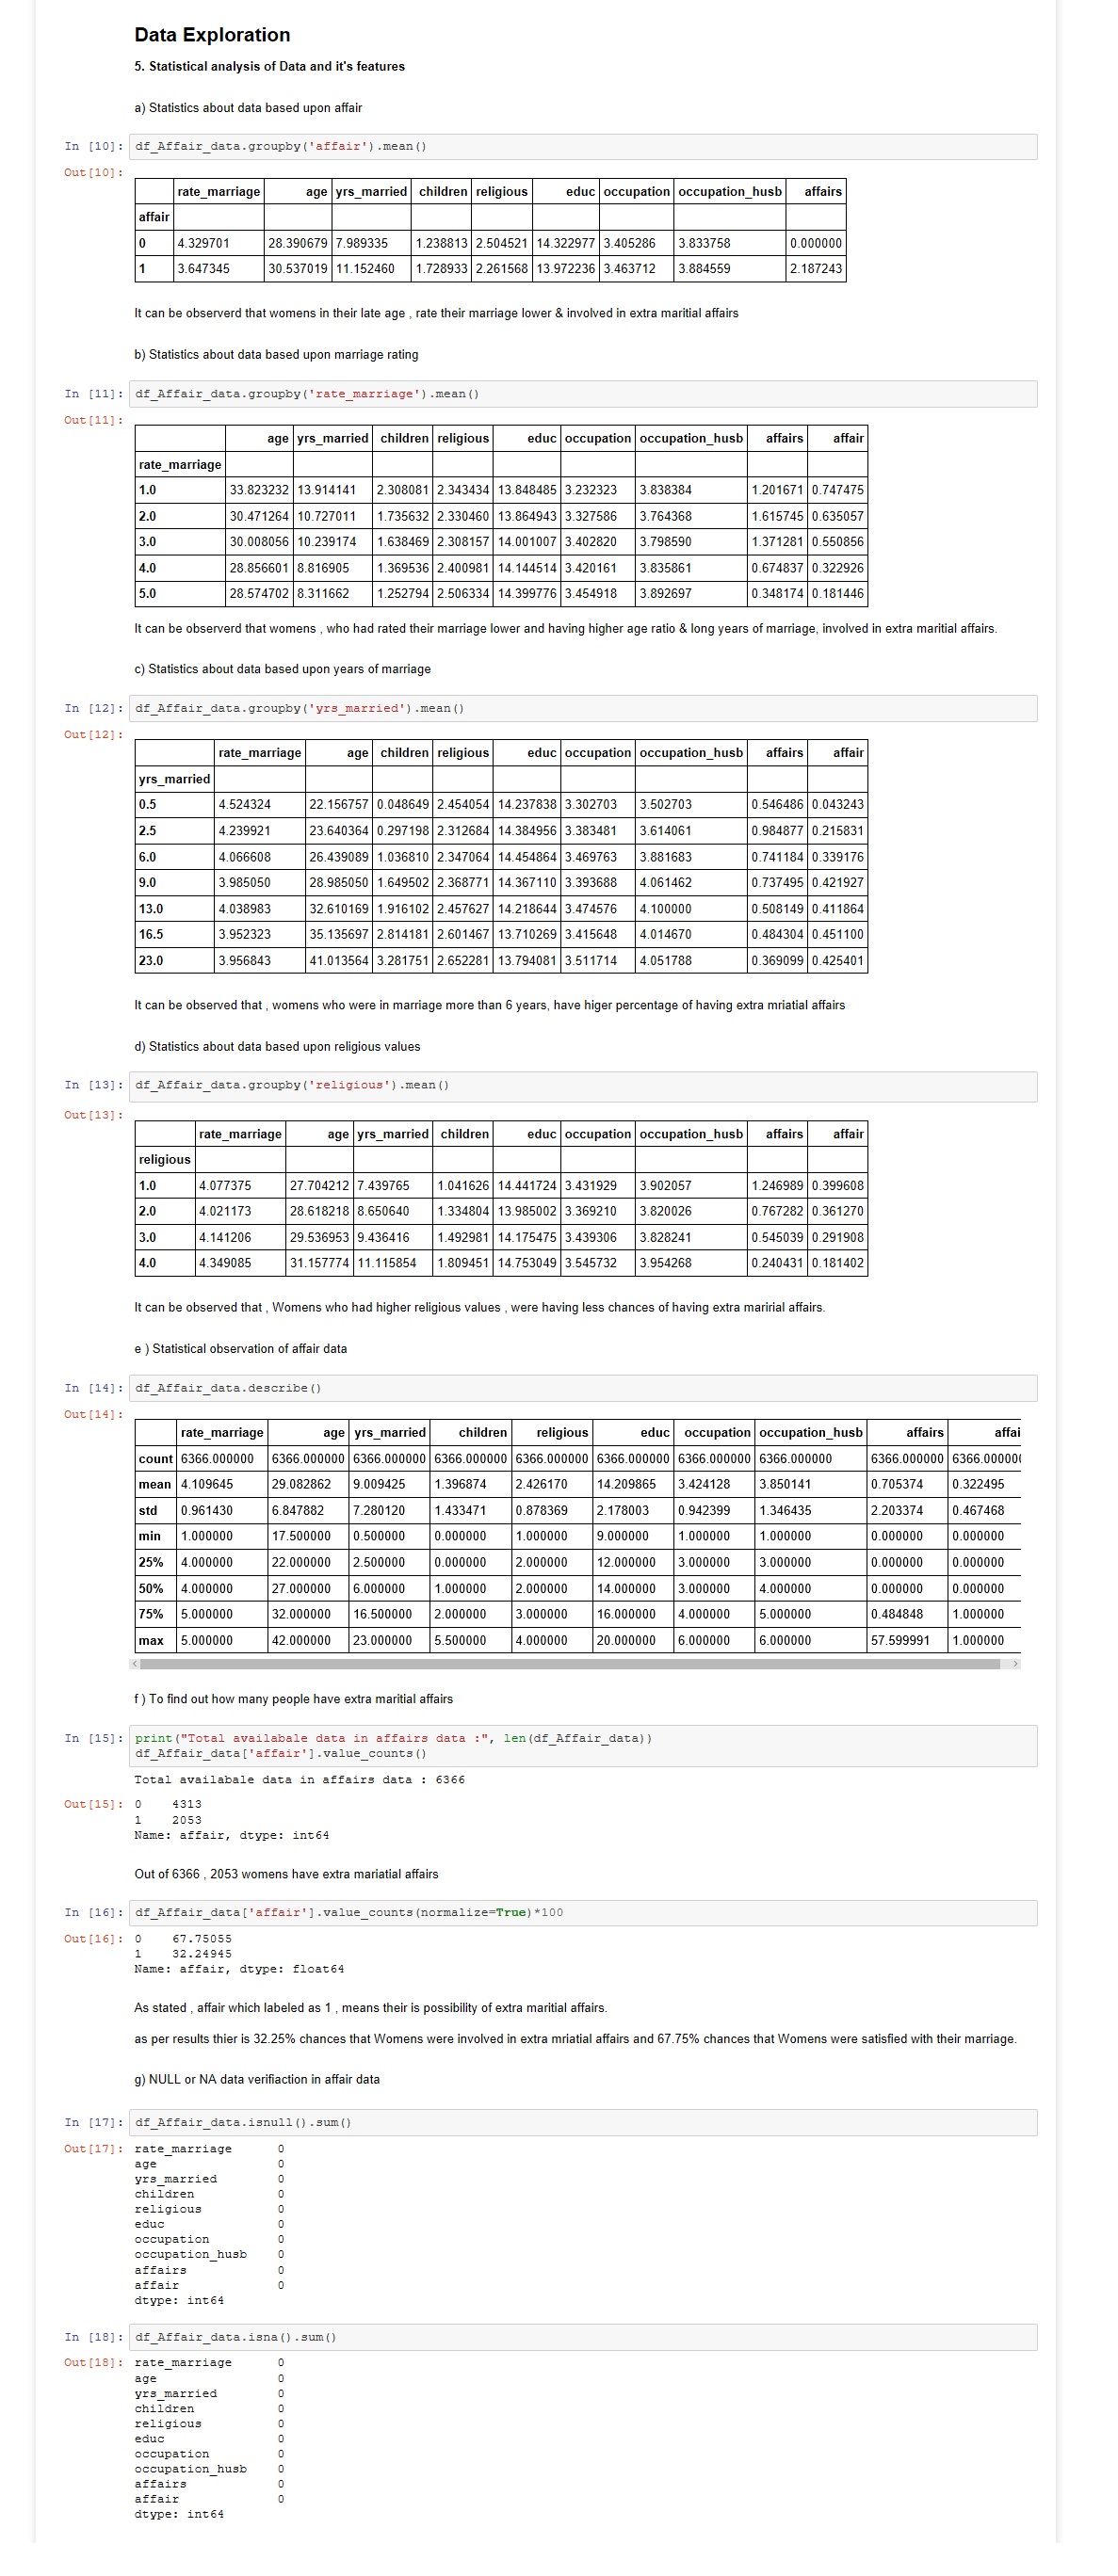 Data Exploration
5. Statistical analysis of Data and it's features
a) Statistics about data based upon affair
In [10]: df_Affair_data.groupby('affair').mean()
Out[10]:
rate_marriage age yrs_married children religious educ occupation occupation_husb affairs
affair
0 4.329701 28.390679 7.989335 1.238813 2.504521 14.322977 3.405286 3.833758 0.000000
1 3.647345 30.537019 11.152460 1.728933 2.261568 13.972236 3.463712 3.884559 2.187243
It can be observerd that womens in their late age , rate their marriage lower & involved in extra maritial affairs
b) Statistics about data based upon marriage rating
In [11]: df_Affair_data.groupby('rate_marriage').mean()
Out[11]:
age yrs_married children religious educ occupation occupation_husb affairs affair
rate_marriage
1.0 33.823232 13.914141 2.308081 2.343434 13.848485 3.232323 3.838384 1.201671 0.747475
2.0 30.471264 10.727011 1.735632 2.330460 13.864943 3.327586 3.764368 1.615745 0.635057
3.0 30.008056 10.239174 1.638469 2.308157 14.001007 3.402820 3.798590 1.371281 0.550856
4.0 28.856601 8.816905 1.369536 2.400981 14.144514 3.420161 3.835861 0.674837 0.322926
5.0 28.574702 8.311662 1.252794 2.506334 14.399776 3.454918 3.892697 0.348174 0.181446
It can be observerd that womens , who had rated their marriage lower and having higher age ratio & long years of marriage, involved in extra maritial affairs.
c) Statistics about data based upon years of marriage
In [12]: df_Affair_data.groupby('yrs_married').mean()
Out[12]:
rate_marriage age children religious educ occupation occupation_husb affairs affair
yrs_married
0.5 4.524324 22.156757 0.048649 2.454054 14.237838 3.302703 3.502703 0.546486 0.043243
2.5 4.239921 23.640364 0.297198 2.312684 14.384956 3.383481 3.614061 0.984877 0.215831
6.0 4.066608 26.439089 1.036810 2.347064 14.454864 3.469763 3.881683 0.741184 0.339176
9.0 3.985050 28.985050 1.649502 2.368771 14.367110 3.393688 4.061462 0.737495 0.421927
13.0 4.038983 32.610169 1.916102 2.457627 14.218644 3.474576 4.100000 0.508149 0.411864
16.5 3.952323 35.135697 2.814181 2.601467 13.710269 3.415648 4.014670 0.484304 0.451100
23.0 3.956843 41.013564 3.281751 2.652281 13.794081 3.511714 4.051788 0.369099 0.425401
It can be observed that , womens who were in marriage more than 6 years, have higer percentage of having extra mriatial affairs
d) Statistics about data based upon religious values
In [13]: df_Affair_data.groupby('religious').mean()
Out[13]:
rate_marriage age yrs_married children educ occupation occupation_husb affairs affair
religious
1.0 4.077375 27.704212 7.439765 1.041626 14.441724 3.431929 3.902057 1.246989 0.399608
2.0 4.021173 28.618218 8.650640 1.334804 13.985002 3.369210 3.820026 0.767282 0.361270
3.0 4.141206 29.536953 9.436416 1.492981 14.175475 3.439306 3.828241 0.545039 0.291908
4.0 4.349085 31.157774 11.115854 1.809451 14.753049 3.545732 3.954268 0.240431 0.181402
It can be observed that , Womens who had higher religious values , were having less chances of having extra maririal affairs.
e ) Statistical observation of affair data
In [14]: df_Affair_data.describe()
Out[14]:
rate_marriage age yrs_married children religious educ occupation occupation_husb affairs affai
count 6366.000000 6366.000000 6366.000000 6366.000000 6366.000000 6366.000000 6366.000000 6366.000000 6366.000000 6366.000000
mean 4.109645 29.082862 9.009425 1.396874 2.426170 14.209865 3.424128 3.850141 0.705374 0.322495
std 0.961430 6.847882 7.280120 1.433471 0.878369 2.178003 0.942399 1.346435 2.203374 0.467468
min 1.000000 17.500000 0.500000 0.000000 1.000000 9.000000 1.000000 1.000000 0.000000 0.000000
25% 4.000000 22.000000 2.500000 0.000000 2.000000 12.000000 3.000000 3.000000 0.000000 0.000000
50% 4.000000 27.000000 6.000000 1.000000 2.000000 14.000000 3.000000 4.000000 0.000000 0.000000
75% 5.000000 32.000000 16.500000 2.000000 3.000000 16.000000 4.000000 5.000000 0.484848 1.000000
max 5.000000 42.000000 23.000000 5.500000 4.000000 20.000000 6.000000 6.000000 57.599991 1.000000
f ) To find out how many people have extra maritial affairs
In [15]: print("Total availabale data in affairs data :", len(df_Affair_data))
df_Affair_data['affair'].value_counts()
Total availabale data in affairs data : 6366
Out[15]: 0 4313
1 2053
Name: affair, dtype: int64
Out of 6366 , 2053 womens have extra mariatial affairs
In [16]: df_Affair_data['affair'].value_counts(normalize=True)*100
Out[16]: 0 67.75055
1 32.24945
Name: affair, dtype: float64
As stated , affair which labeled as 1 , means their is possibility of extra maritial affairs.
as per results thier is 32.25% chances that Womens were involved in extra mriatial affairs and 67.75% chances that Womens were satisfied with their marriage.
g) NULL or NA data verifiaction in affair data
In [17]: df_Affair_data.isnull().sum()
Out[17]: rate_marriage 0
age 0
yrs_married 0
children 0
religious 0
educ 0
occupation 0
occupation_husb 0
affairs 0
affair 0
dtype: int64
In [18]: df_Affair_data.isna().sum()
Out[18]: rate_marriage 0
age 0
yrs_married 0
children 0
religious 0
educ 0
occupation 0
occupation_husb 0
affairs 0
affair 0
dtype: int64